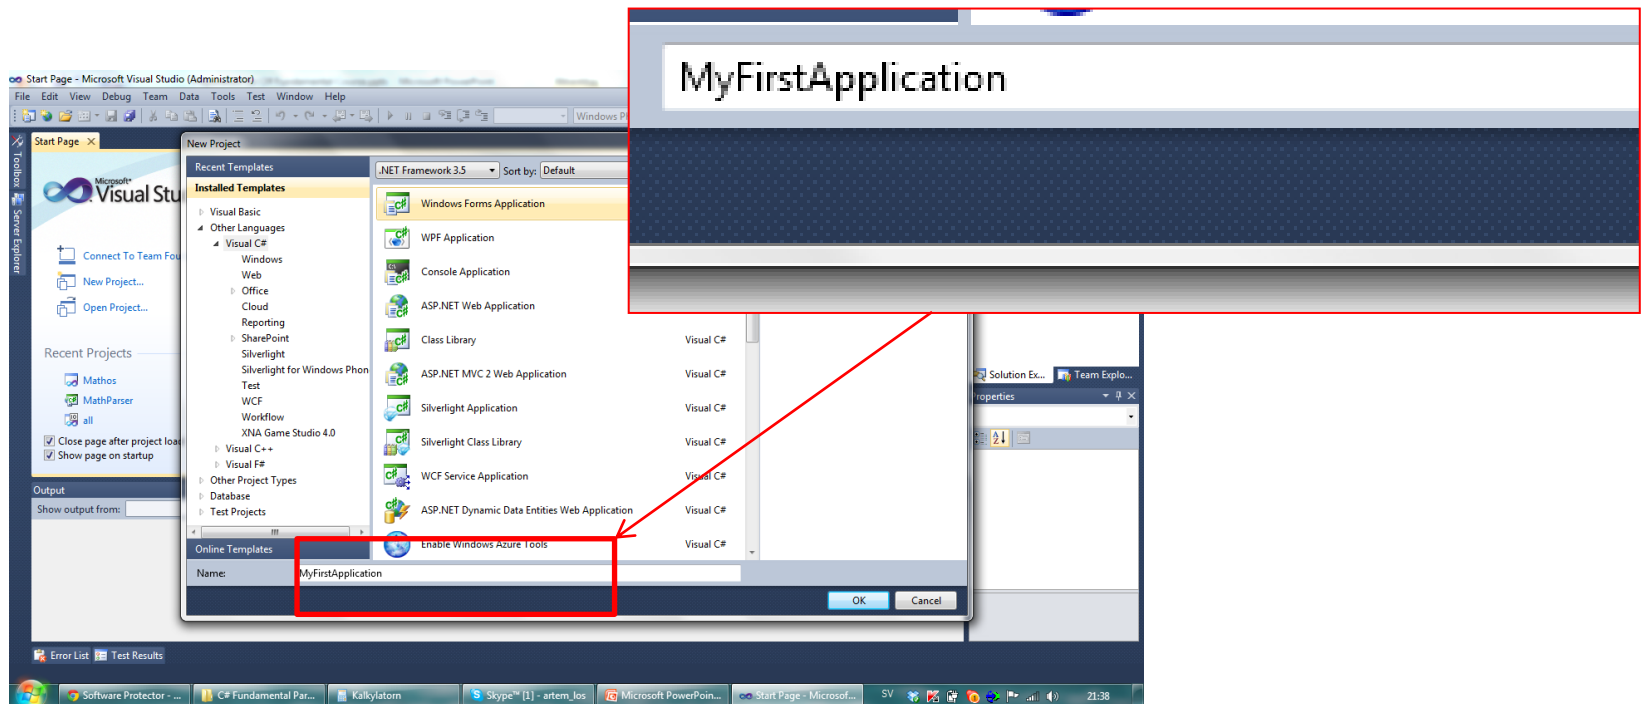 MyFirstApplication
Start Page - Microsoft Visual Studio (Administrator)
File Edit View Debug Team Data Tools Test Window Help
Windows Ph
Start Page
Toolbox
Server Explorer
Microsoft
Visual Stu
Connect To Team Fou
New Project...
Open Project...
Recent Projects
Mathos
MathParser
all
Close page after project loa
Show page on startup
Output
Show output from:
Error List Test Results
New Project
Recent Templates
Installed Templates
Visual Basic
Other Languages
Visual C#
Windows
Web
Office
Cloud
Reporting
SharePoint
Silverlight
Silverlight for Windows Phon
Test
WCF
Workflow
XNA Game Studio 4.0
Visual C++
Visual F#
Other Project Types
Database
Test Projects
Online Templates
.NET Framework 3.5 Sort by: Default
Windows Forms Application
WPF Application
Console Application
ASP.NET Web Application
Class Library Visual C#
ASP.NET MVC 2 Web Application Visual C#
Silverlight Application Visual C#
Silverlight Class Library Visual C#
WCF Service Application Visual C#
ASP.NET Dynamic Data Entities Web Application Visual C#
Enable Windows Azure Tools Visual C#
Name: MyFirstApplication
OK Cancel
Solution Ex... Team Explo...
roperties
Software Protector - ... C# Fundamental Par... Kalkylatorn Skype™ [1] - artem_los Microsoft PowerPoin... Start Page - Microsof... SV 21:38